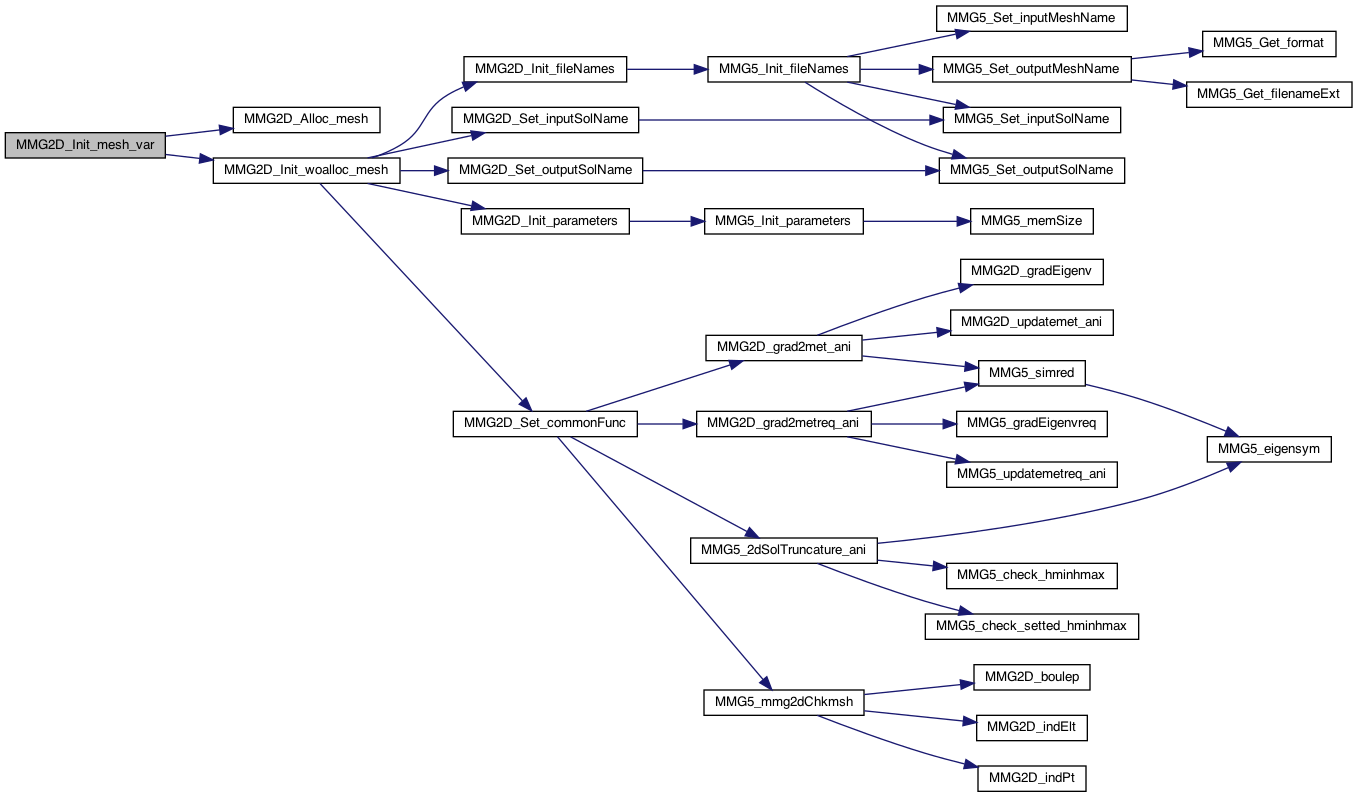 MMG2D_Init_mesh_var
MMG2D_Alloc_mesh
MMG2D_Init_woalloc_mesh
MMG2D_Init_fileNames
MMG2D_Set_inputSolName
MMG2D_Set_outputSolName
MMG2D_Init_parameters
MMG2D_Set_commonFunc
MMG5_Init_fileNames
MMG5_Init_parameters
MMG2D_grad2met_ani
MMG2D_grad2metreq_ani
MMG5_2dSolTruncature_ani
MMG5_mmg2dChkmsh
MMG5_Set_inputMeshName
MMG5_Set_outputMeshName
MMG5_Set_inputSolName
MMG5_Set_outputSolName
MMG5_memSize
MMG2D_gradEigenv
MMG2D_updatemet_ani
MMG5_simred
MMG5_gradEigenvreq
MMG5_updatemetreq_ani
MMG5_check_hminhmax
MMG5_check_setted_hminhmax
MMG2D_boulep
MMG2D_indElt
MMG2D_indPt
MMG5_Get_format
MMG5_Get_filenameExt
MMG5_eigensym